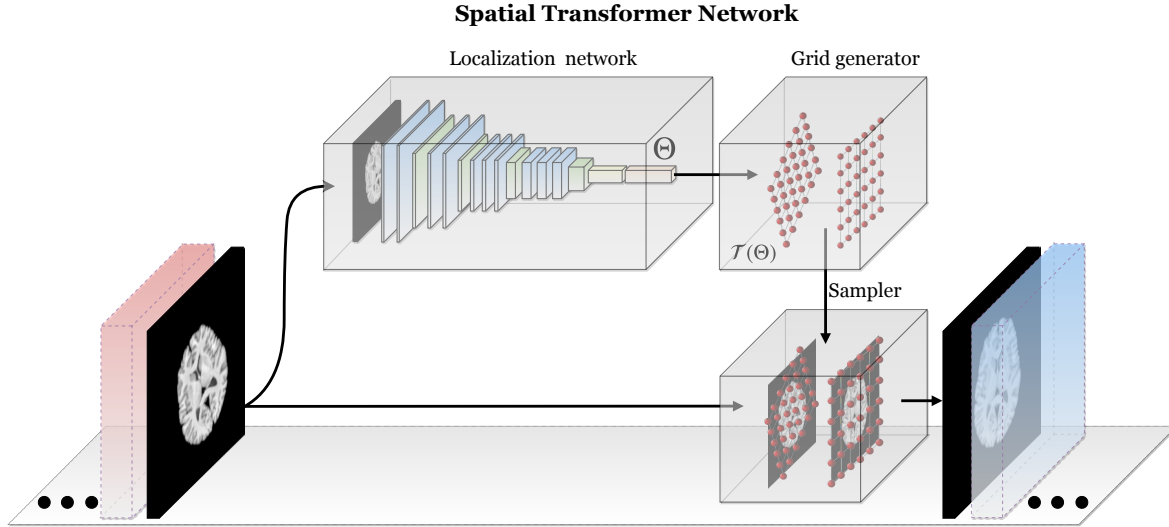 Spatial Transformer Network
Localization network
Grid generator
Θ
𝒯(Θ)
Sampler